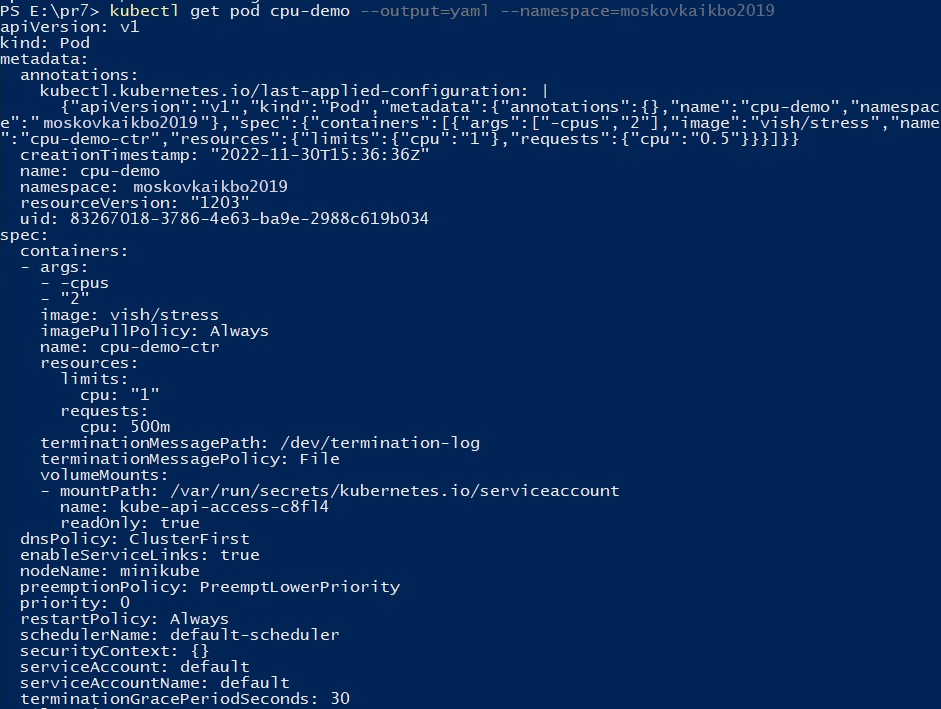 PS E:\pr7> kubectl get pod cpu-demo --output=yaml --namespace=moskovkaikbo2019
apiVersion: v1
kind: Pod
metadata:
  annotations:
    kubectl.kubernetes.io/last-applied-configuration: |
      {"apiVersion":"v1","kind":"Pod","metadata":{"annotations":{},"name":"cpu-demo","namespac
e":"moskovkaikbo2019"},"spec":{"containers":[{"args":["-cpus","2"],"image":"vish/stress","name
":"cpu-demo-ctr","resources":{"limits":{"cpu":"1"},"requests":{"cpu":"0.5"}}}]}}
  creationTimestamp: "2022-11-30T15:36:36Z"
  name: cpu-demo
  namespace: moskovkaikbo2019
  resourceVersion: "1203"
  uid: 83267018-3786-4e63-ba9e-2988c619b034
spec:
  containers:
  - args:
    - -cpus
    - "2"
    image: vish/stress
    imagePullPolicy: Always
    name: cpu-demo-ctr
    resources:
      limits:
        cpu: "1"
      requests:
        cpu: 500m
    terminationMessagePath: /dev/termination-log
    terminationMessagePolicy: File
    volumeMounts:
    - mountPath: /var/run/secrets/kubernetes.io/serviceaccount
      name: kube-api-access-c8fl4
      readOnly: true
  dnsPolicy: ClusterFirst
  enableServiceLinks: true
  nodeName: minikube
  preemptionPolicy: PreemptLowerPriority
  priority: 0
  restartPolicy: Always
  schedulerName: default-scheduler
  securityContext: {}
  serviceAccount: default
  serviceAccountName: default
  terminationGracePeriodSeconds: 30